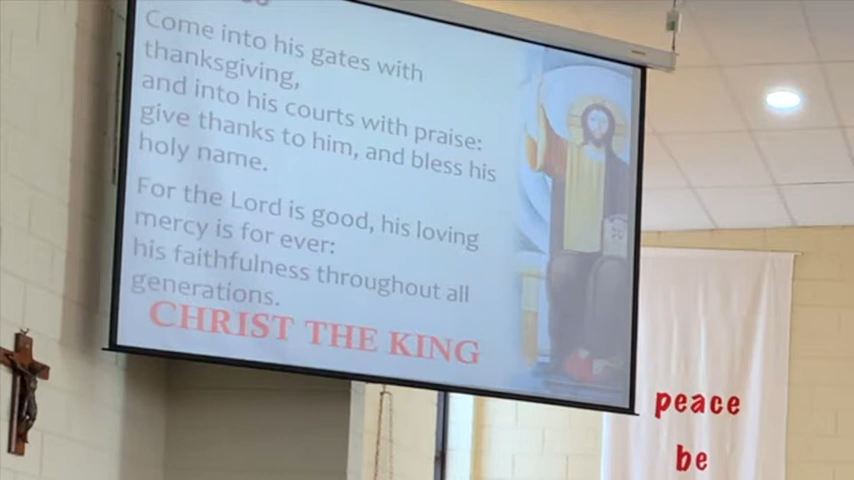 Come into his gates with
thanksgiving,
and into his courts with praise:
give thanks to him, and bless his
holy name.
For the Lord is good, his loving
mercy is for ever:
his faithfulness throughout all
generations.
CHRIST THE KING
peace
be